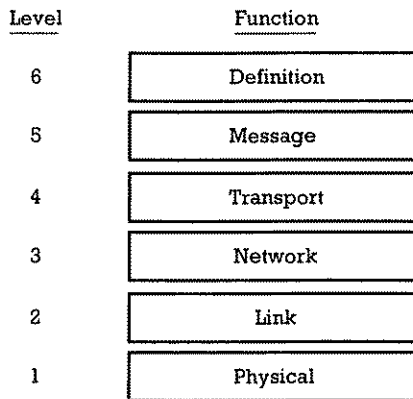 Level Function
6 Definition
5 Message
4 Transport
3 Network
2 Link
1 Physical